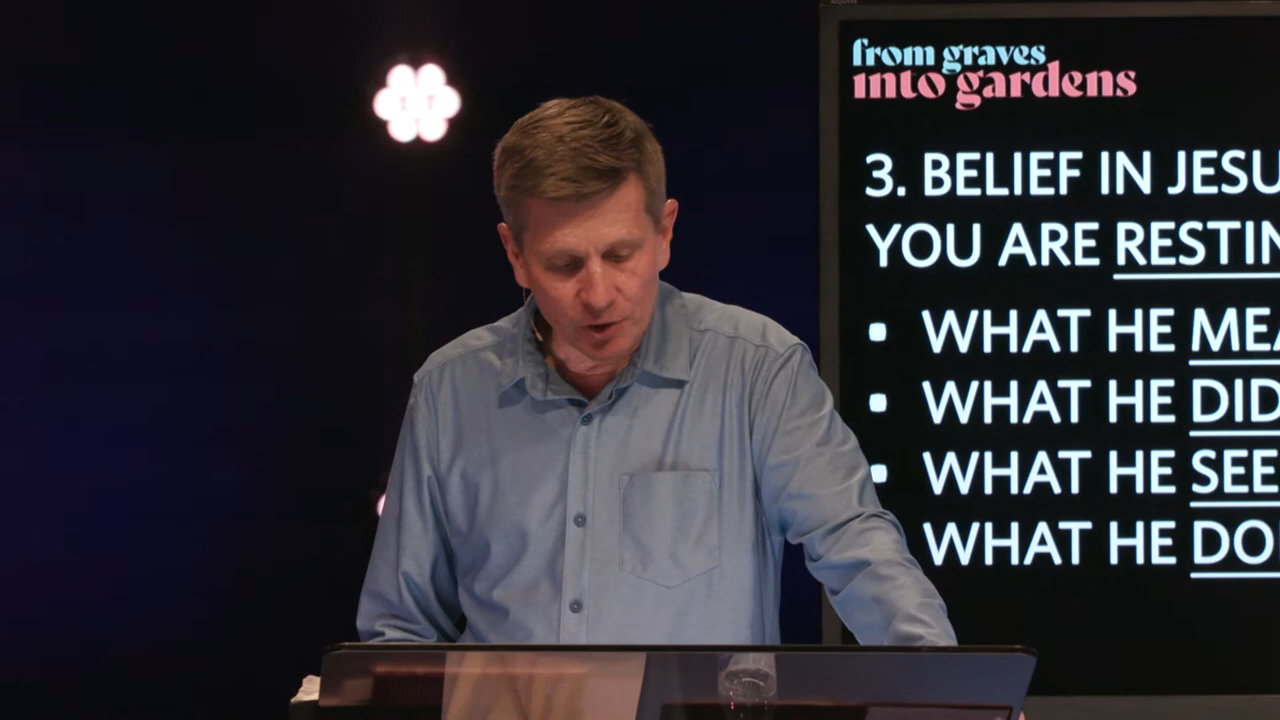 from graves
into gardens
3. BELIEF IN JESU
YOU ARE RESTIN
• WHAT HE MEA
• WHAT HE DID
• WHAT HE SEE
WHAT HE DO